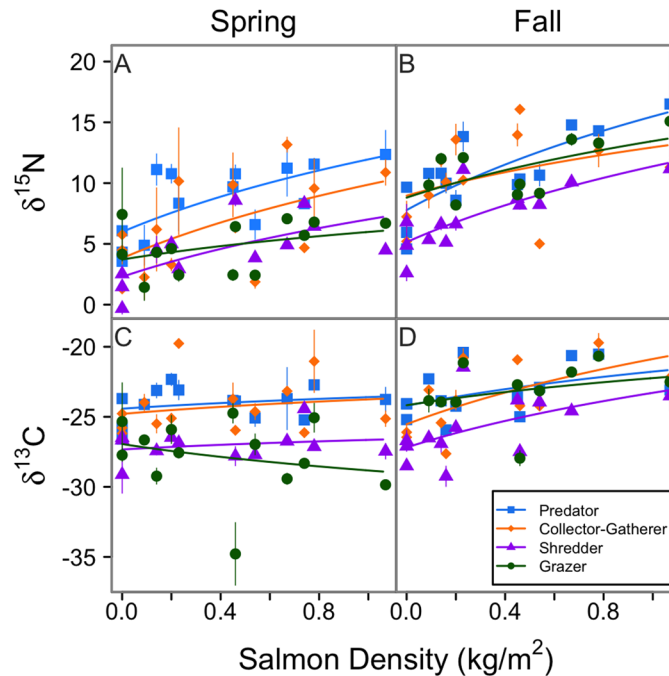 Spring Fall
A B
20
15
10
5
0
δ¹⁵N
C D
-20
-25
-30
-35
δ¹³C
Predator
Collector-Gatherer
Shredder
Grazer
0.0 0.4 0.8 0.0 0.4 0.8
Salmon Density (kg/m²)